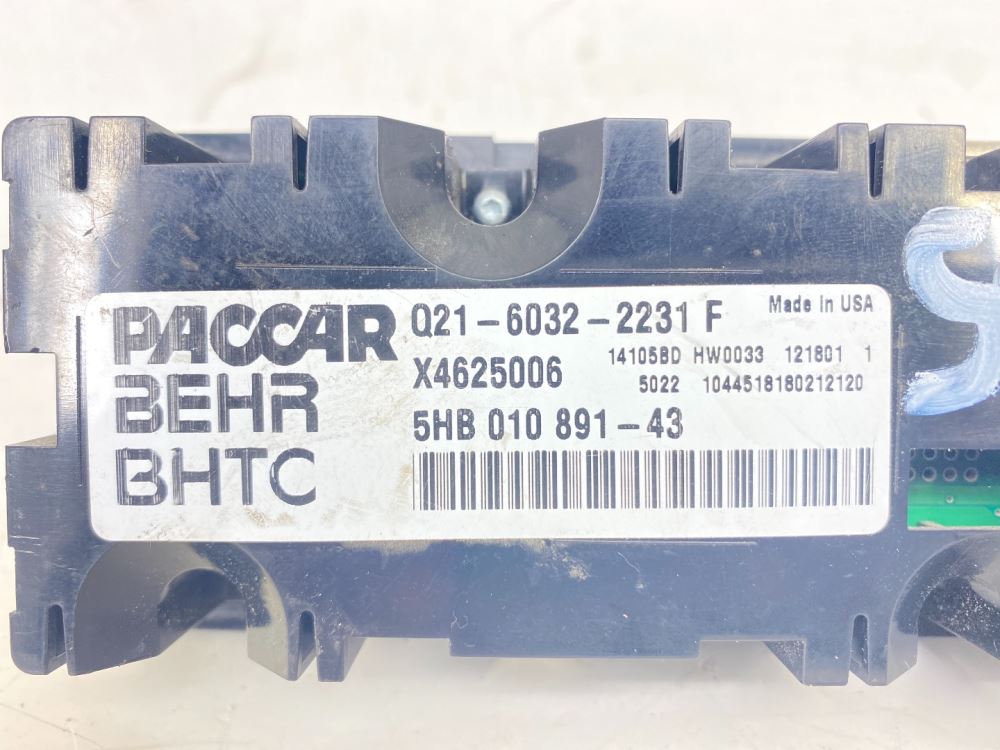 PACCAR Q21-6032-2231 F Made in USA
BEHR X4625006 14105BD HW0033 121801 1
5022 1044518180212120
BHTC 5HB 010 891-43